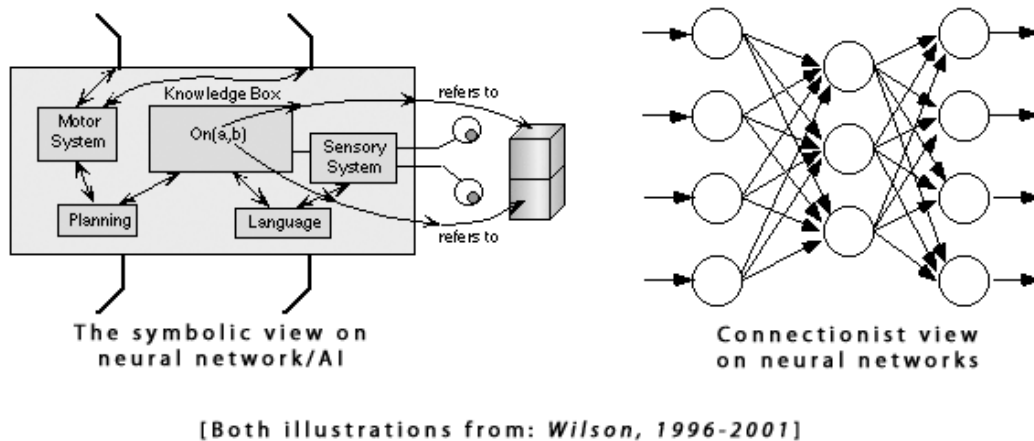 Knowledge Box
refers to
Motor
System
On(a,b)
Sensory
System
Planning
Language
refers to
The symbolic view on
neural network/AI
Connectionist view
on neural networks
[Both illustrations from: Wilson, 1996-2001]